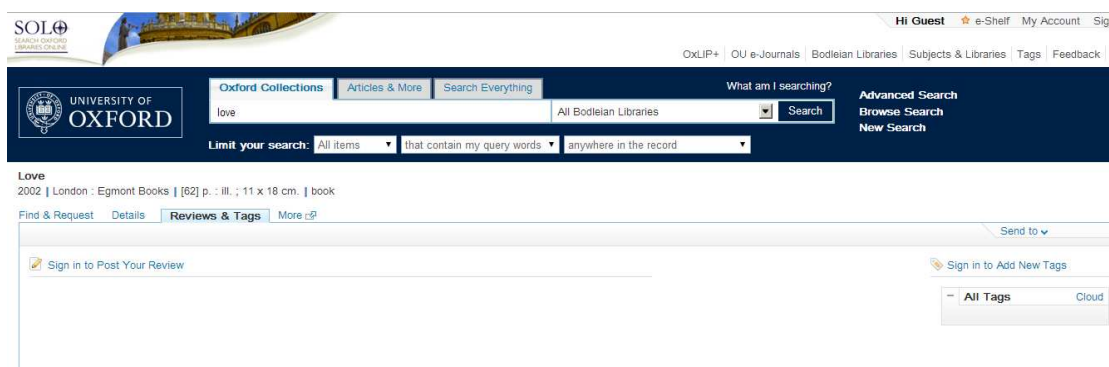 SOLO
SEARCH OXFORD
LIBRARIES ONLINE
Hi Guest e-Shelf My Account Sig
OxLIP+ OU e-Journals Bodleian Libraries Subjects & Libraries Tags Feedback
UNIVERSITY OF
OXFORD
Oxford Collections Articles & More Search Everything What am I searching?
love All Bodleian Libraries Search
Limit your search: All items that contain my query words anywhere in the record
Advanced Search
Browse Search
New Search
Love
2002 | London : Egmont Books | [62] p. : ill. ; 11 x 18 cm. | book
Find & Request Details Reviews & Tags More
Send to
Sign in to Post Your Review
Sign in to Add New Tags
− All Tags Cloud